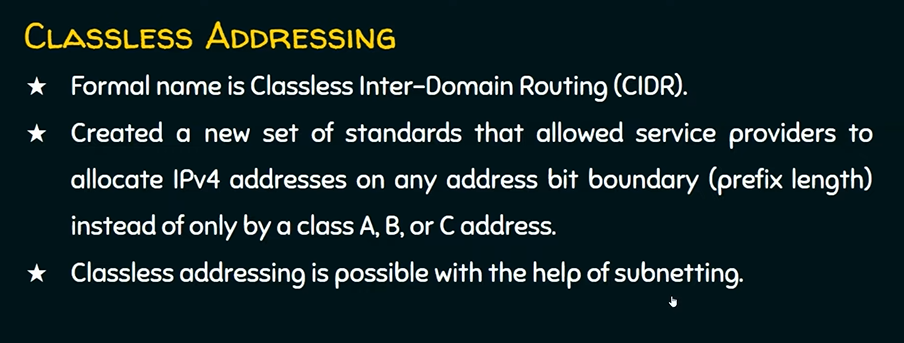 CLASSLESS ADDRESSING
★ Formal name is Classless Inter-Domain Routing (CIDR).
★ Created a new set of standards that allowed service providers to
allocate IPv4 addresses on any address bit boundary (prefix length)
instead of only by a class A, B, or C address.
★ Classless addressing is possible with the help of subnetting.